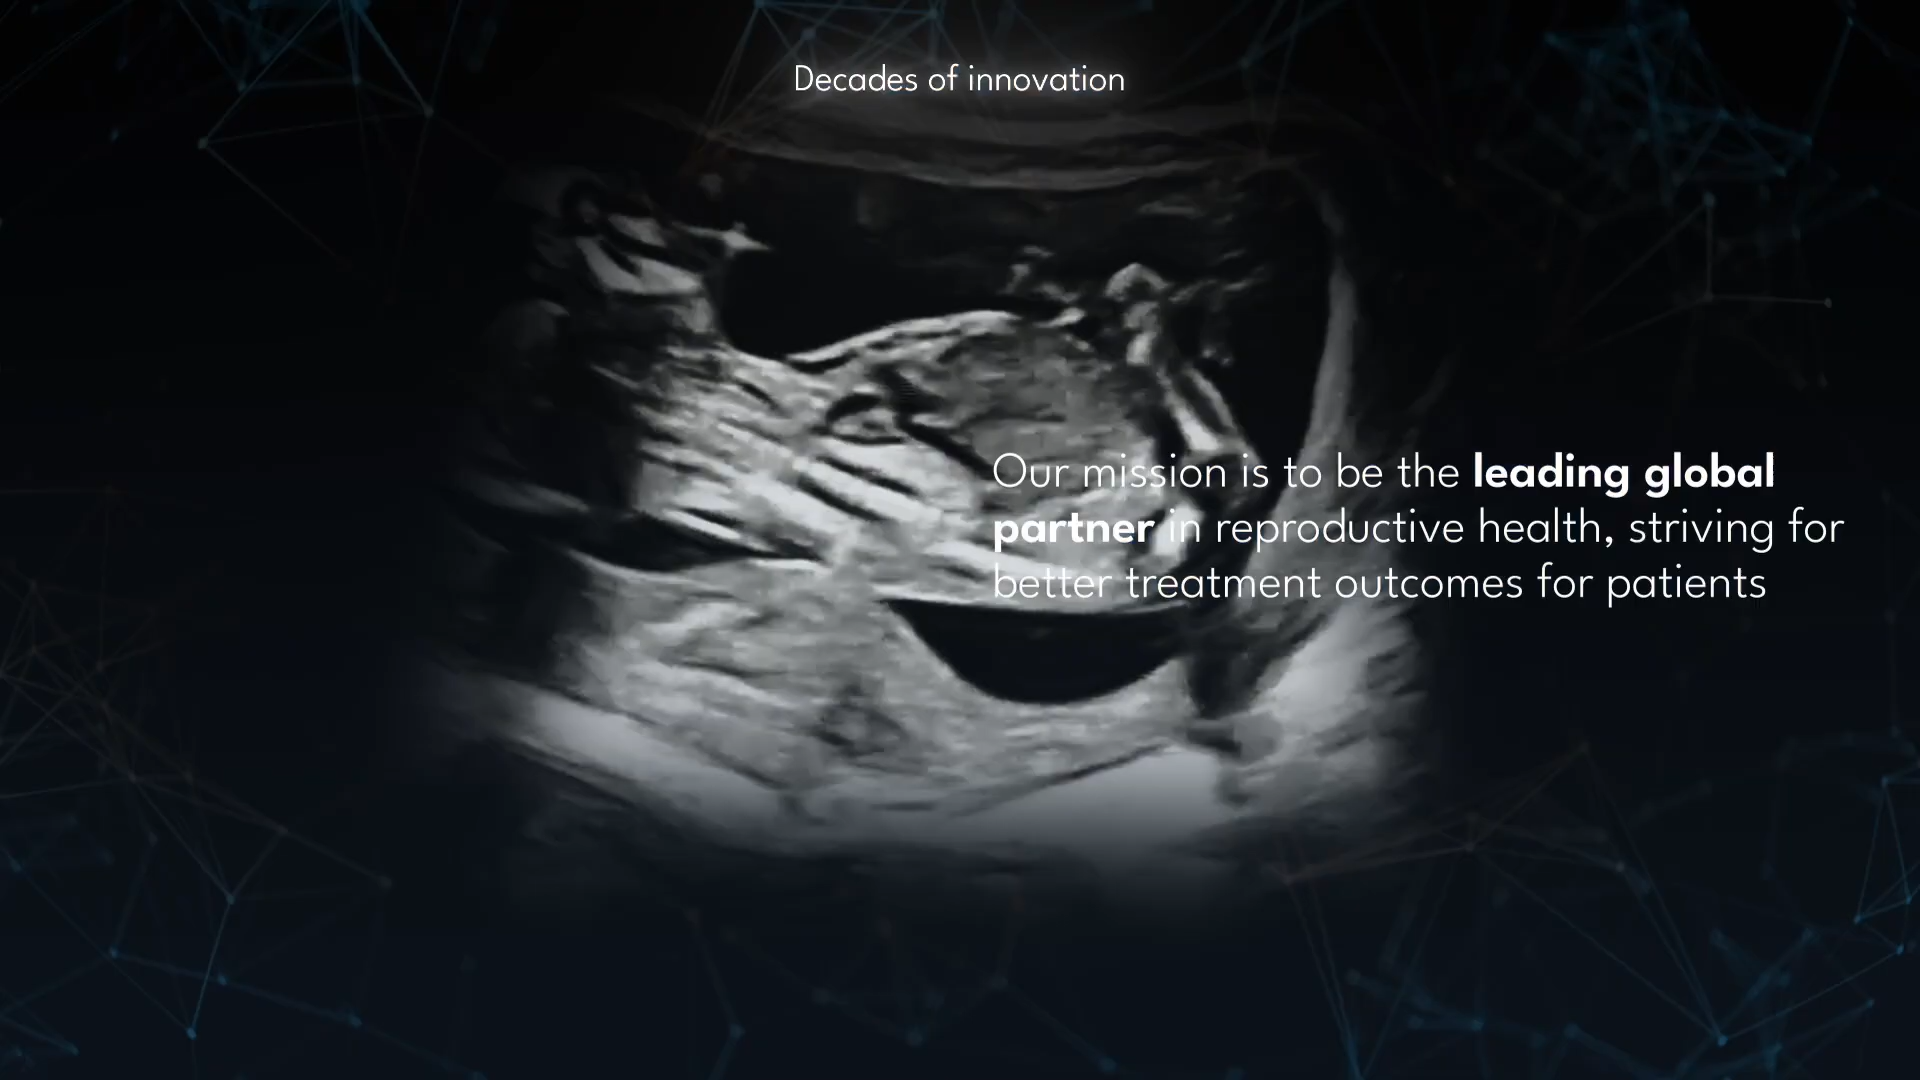 Decades of innovation
Our mission is to be the leading global
partner in reproductive health, striving for
better treatment outcomes for patients